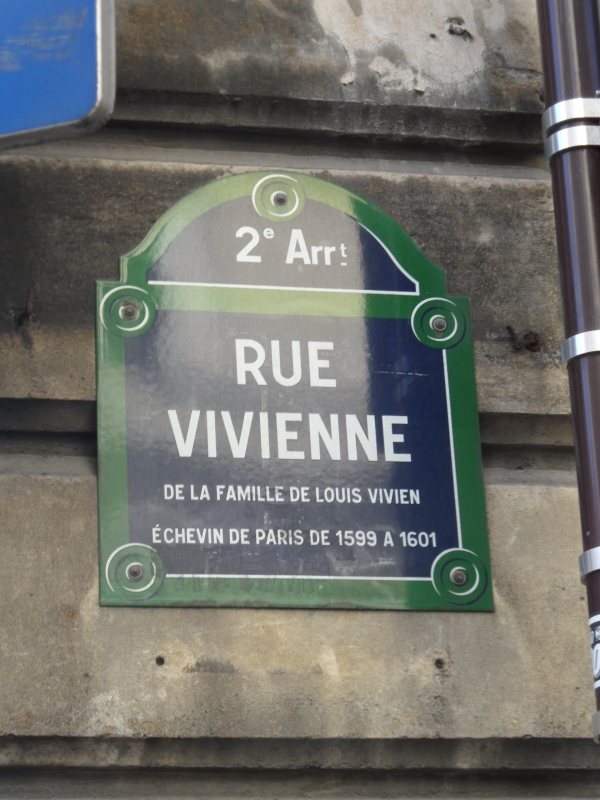 2e Arrt
RUE
VIVIENNE
DE LA FAMILLE DE LOUIS VIVIEN
ÉCHEVIN DE PARIS DE 1599 A 1601